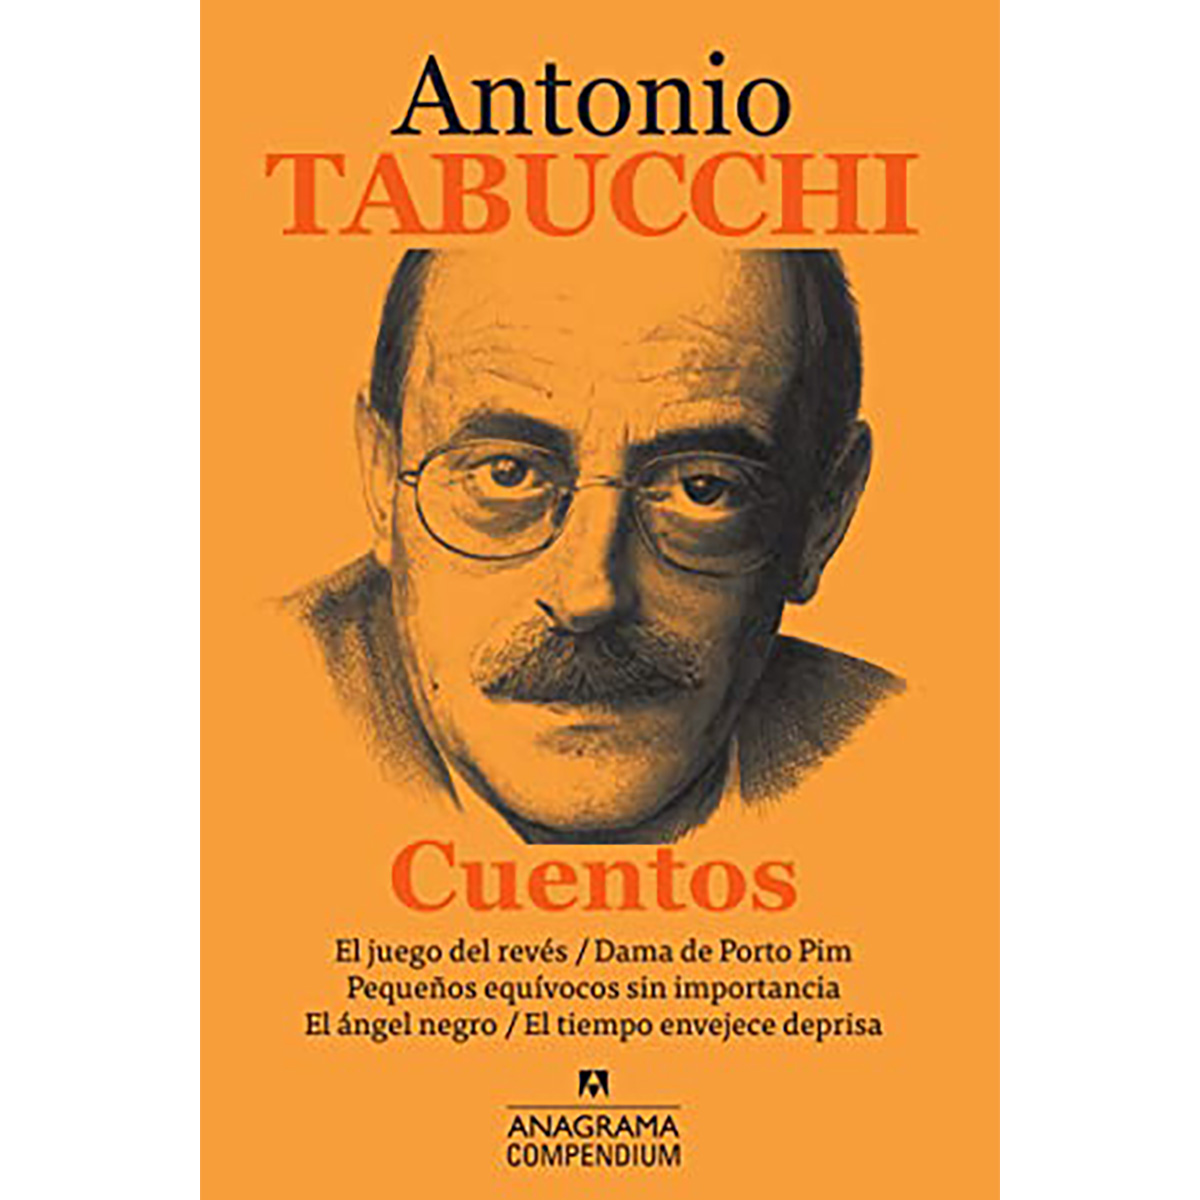 Antonio
TABUCCHI
Cuentos
El juego del revés / Dama de Porto Pim
Pequeños equívocos sin importancia
El ángel negro / El tiempo envejece deprisa
ANAGRAMA
COMPENDIUM